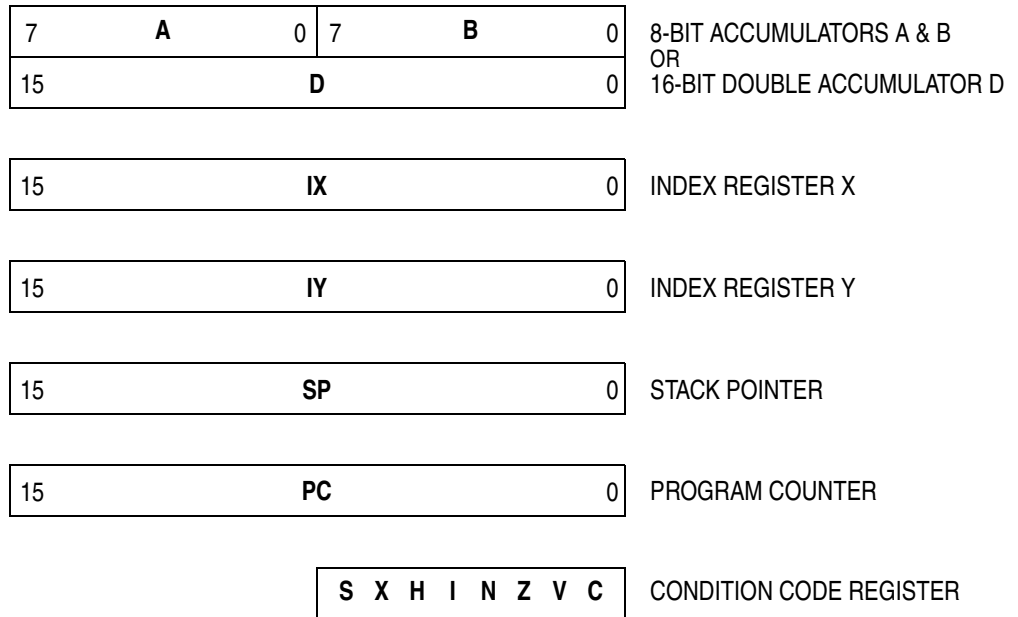 7 A 0 7 B 0 8-BIT ACCUMULATORS A & B
OR
15 D 0 16-BIT DOUBLE ACCUMULATOR D
15 IX 0 INDEX REGISTER X
15 IY 0 INDEX REGISTER Y
15 SP 0 STACK POINTER
15 PC 0 PROGRAM COUNTER
S X H I N Z V C CONDITION CODE REGISTER